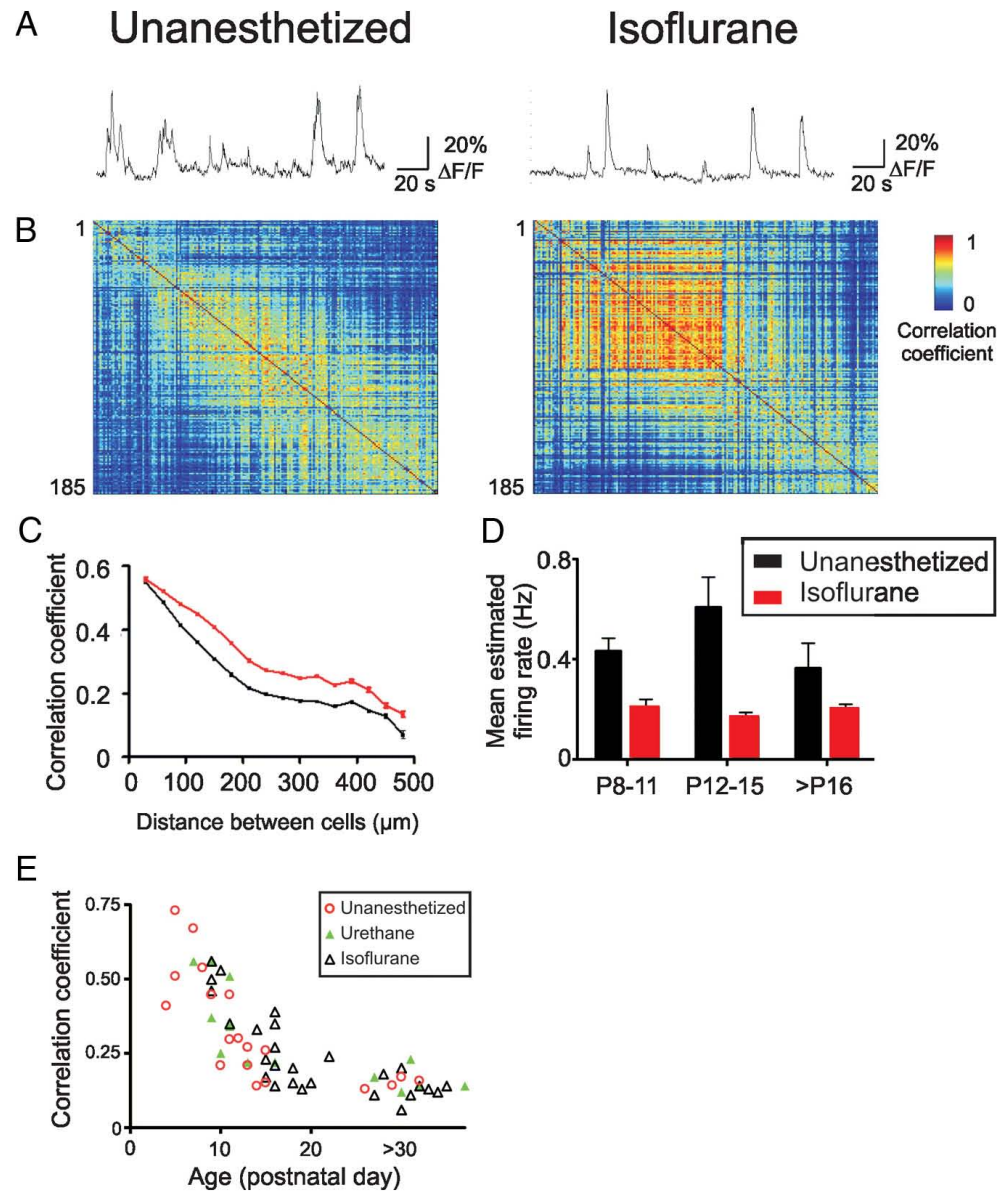 A
Unanesthetized
Isoflurane
20%
ΔF/F
20 s
20%
ΔF/F
20 s
B
1
185
1
185
1
0
Correlation
coefficient
C
Correlation coefficient
0.6
0.4
0.2
0
0 100 200 300 400 500
Distance between cells (µm)
D
Mean estimated
firing rate (Hz)
0.8
0.4
0
Unanesthetized
Isoflurane
P8-11 P12-15 >P16
E
Correlation coefficient
0.75
0.50
0.25
0
Unanesthetized
Urethane
Isoflurane
0 10 20 >30
Age (postnatal day)